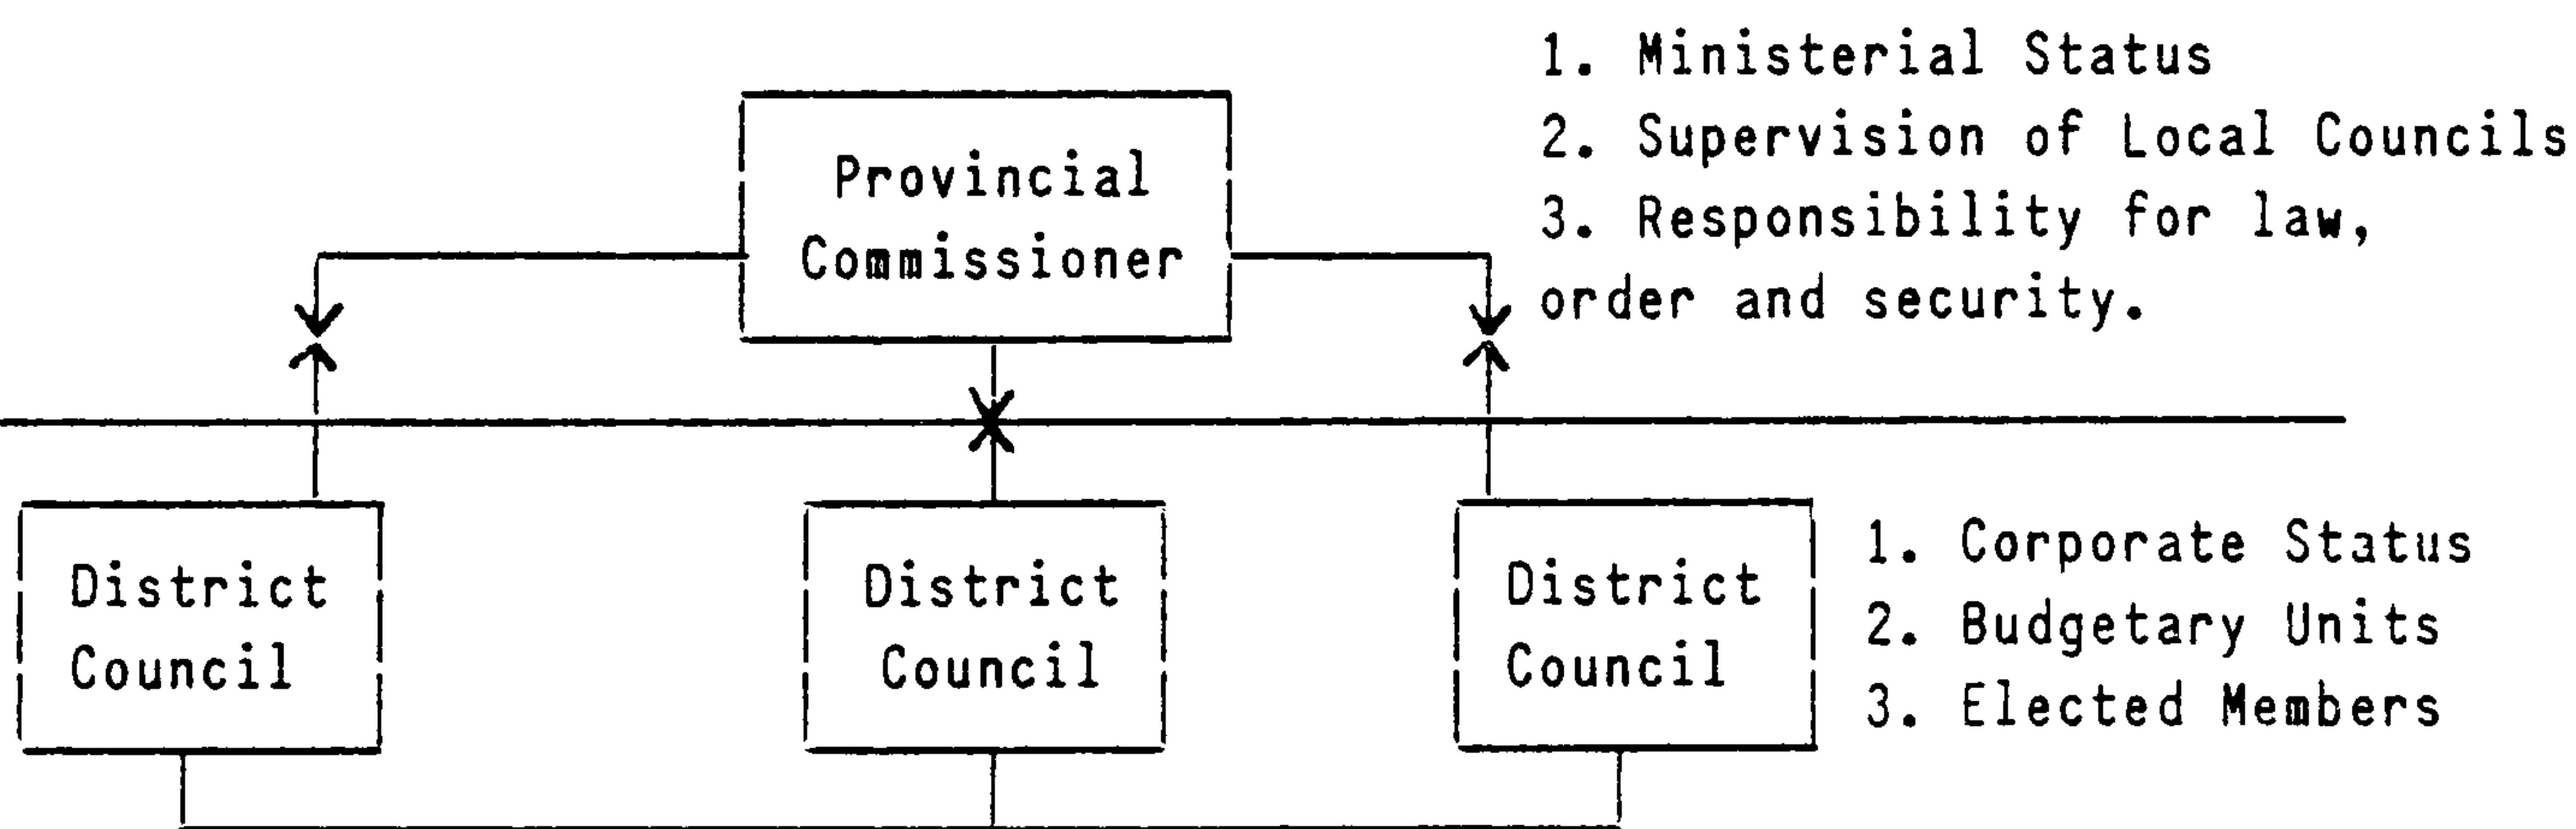 1. Ministerial Status
2. Supervision of Local Councils
3. Responsibility for law,
order and security.
Provincial
Commissioner
District
Council
District
Council
District
Council
1. Corporate Status
2. Budgetary Units
3. Elected Members